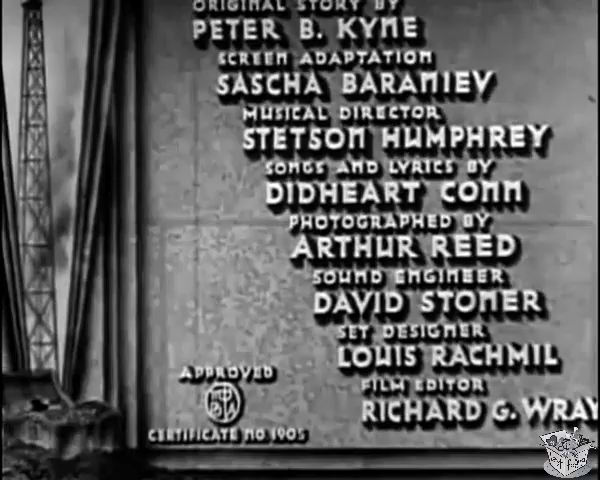 ORIGINAL STORY BY
PETER B. KYNE
SCREEN ADAPTATION
SASCHA BARANIEV
MUSICAL DIRECTOR
STETSON HUMPHREY
SONGS AND LYRICS BY
DIDHEART CONN
PHOTOGRAPHED BY
ARTHUR REED
SOUND ENGINEER
DAVID STONER
SET DESIGNER
LOUIS RACHMIL
FILM EDITOR
RICHARD G. WRAY
APPROVED
CERTIFICATE NO 1905